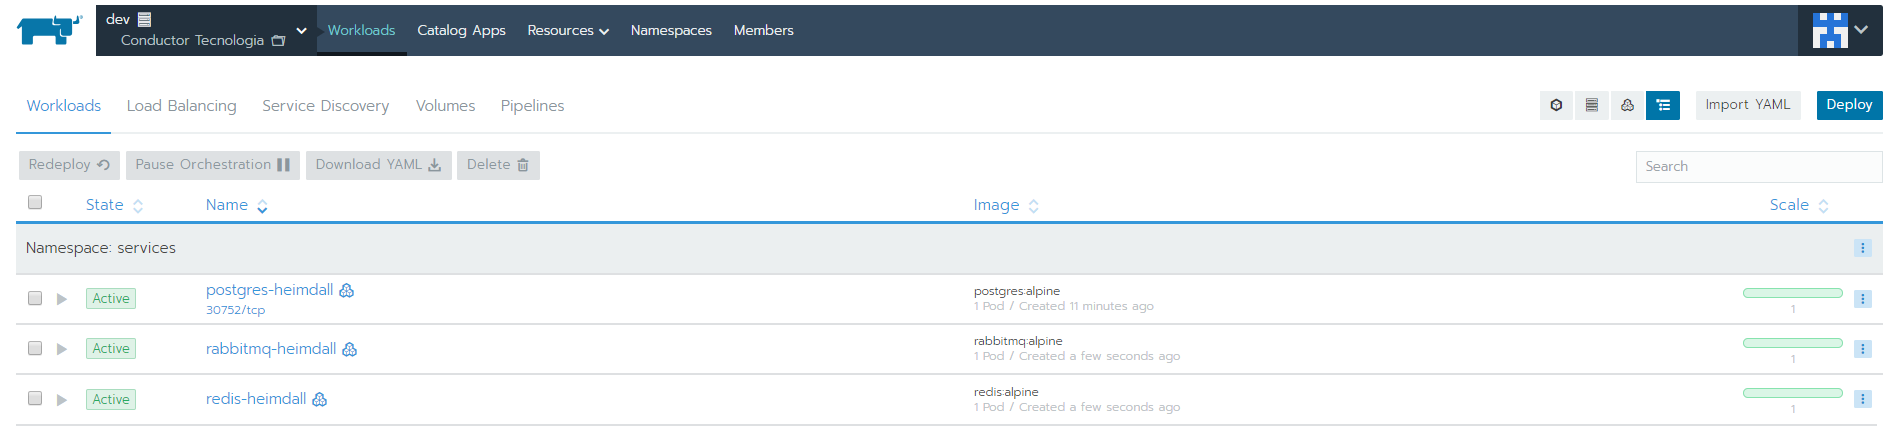 dev
Conductor Tecnologia
Workloads Catalog Apps Resources Namespaces Members
Workloads Load Balancing Service Discovery Volumes Pipelines
Import YAML Deploy
Redeploy Pause Orchestration Download YAML Delete
Search
State Name Image Scale
Namespace: services
Active postgres-heimdall postgres:alpine
30752/tcp 1 Pod / Created 11 minutes ago 1
Active rabbitmq-heimdall rabbitmq:alpine
1 Pod / Created a few seconds ago 1
Active redis-heimdall redis:alpine
1 Pod / Created a few seconds ago 1